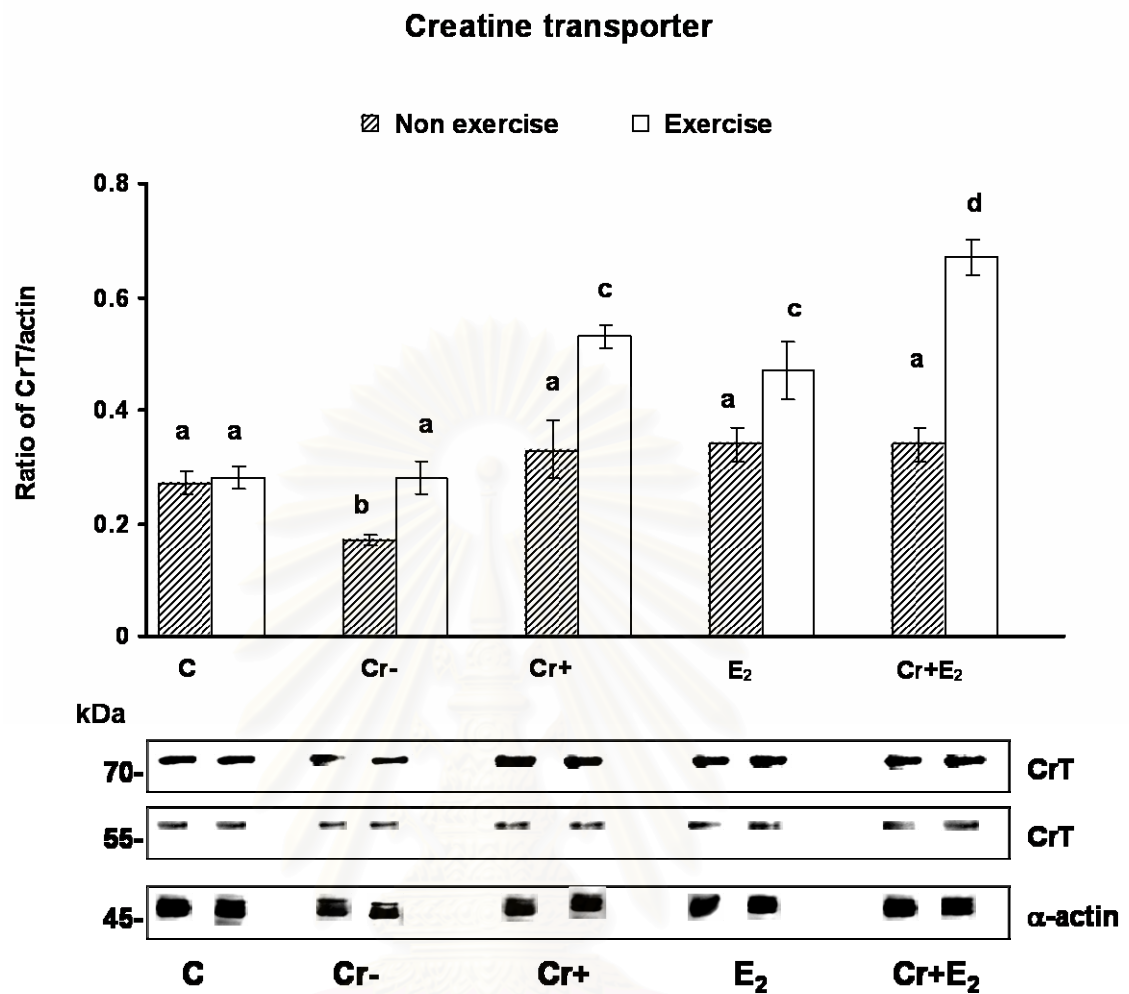 Creatine transporter
Non exercise Exercise
Ratio of CrT/actin
0.8
0.6
0.4
0.2
0
a a b a a c a c a d
C Cr- Cr+ E₂ Cr+E₂
kDa
70- CrT
55- CrT
45- α-actin
C Cr- Cr+ E₂ Cr+E₂